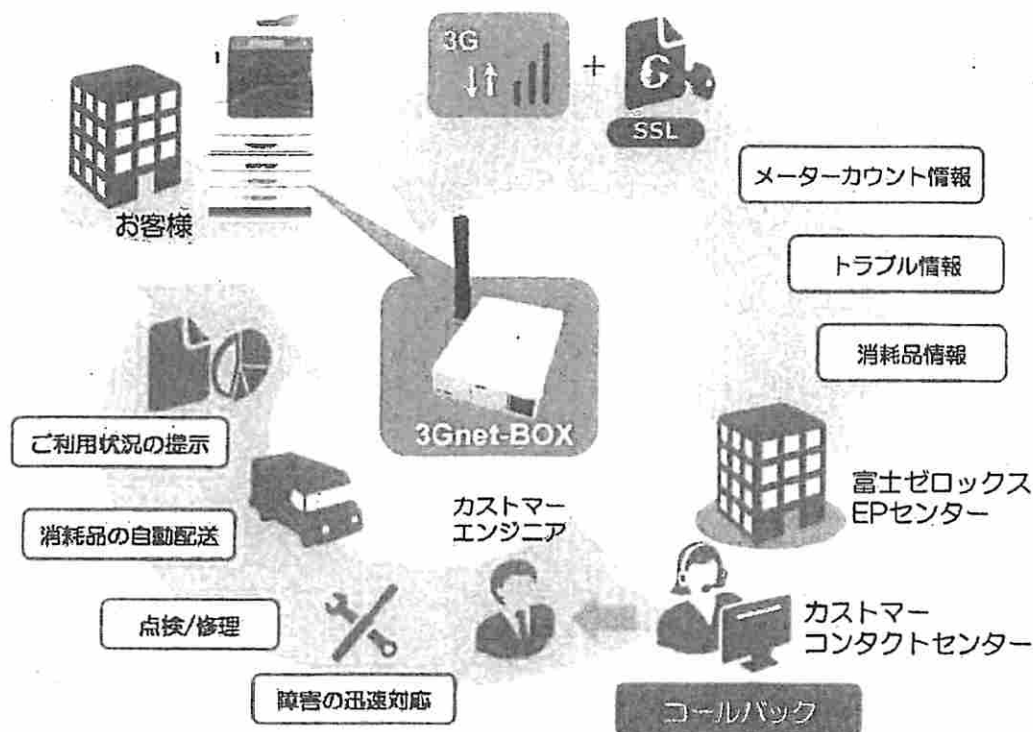 3G
+
SSL
お客様
メーターカウント情報
トラブル情報
消耗品情報
3Gnet-BOX
ご利用状況の提示
消耗品の自動配送
点検/修理
障害の迅速対応
カストマー
エンジニア
富士ゼロックス
EPセンター
カストマー
コンタクトセンター
コールバック